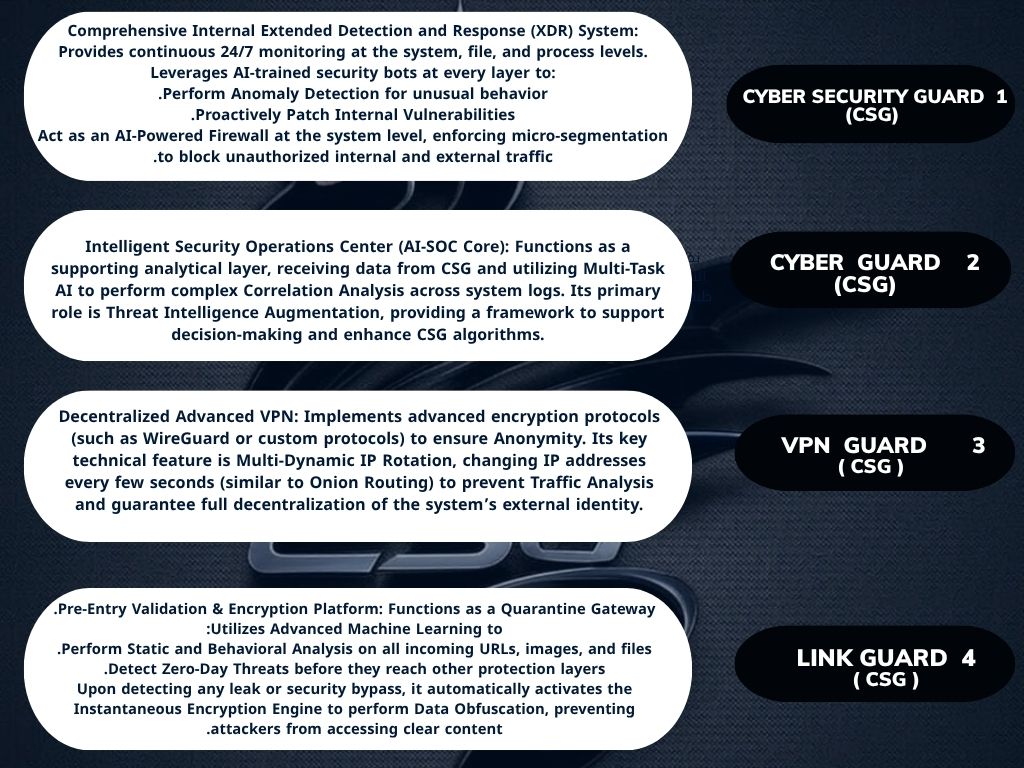 Comprehensive Internal Extended Detection and Response (XDR) System:
Provides continuous 24/7 monitoring at the system, file, and process levels.
Leverages AI-trained security bots at every layer to:
.Perform Anomaly Detection for unusual behavior
.Proactively Patch Internal Vulnerabilities
Act as an AI-Powered Firewall at the system level, enforcing micro-segmentation
.to block unauthorized internal and external traffic
CYBER SECURITY GUARD 1
(CSG)
Intelligent Security Operations Center (AI-SOC Core): Functions as a
supporting analytical layer, receiving data from CSG and utilizing Multi-Task
AI to perform complex Correlation Analysis across system logs. Its primary
role is Threat Intelligence Augmentation, providing a framework to support
decision-making and enhance CSG algorithms.
CYBER GUARD 2
(CSG)
Decentralized Advanced VPN: Implements advanced encryption protocols
(such as WireGuard or custom protocols) to ensure Anonymity. Its key
technical feature is Multi-Dynamic IP Rotation, changing IP addresses
every few seconds (similar to Onion Routing) to prevent Traffic Analysis
and guarantee full decentralization of the system's external identity.
VPN GUARD 3
( CSG )
.Pre-Entry Validation & Encryption Platform: Functions as a Quarantine Gateway
:Utilizes Advanced Machine Learning to
.Perform Static and Behavioral Analysis on all incoming URLs, images, and files
.Detect Zero-Day Threats before they reach other protection layers
Upon detecting any leak or security bypass, it automatically activates the
Instantaneous Encryption Engine to perform Data Obfuscation, preventing
.attackers from accessing clear content
LINK GUARD 4
( CSG )